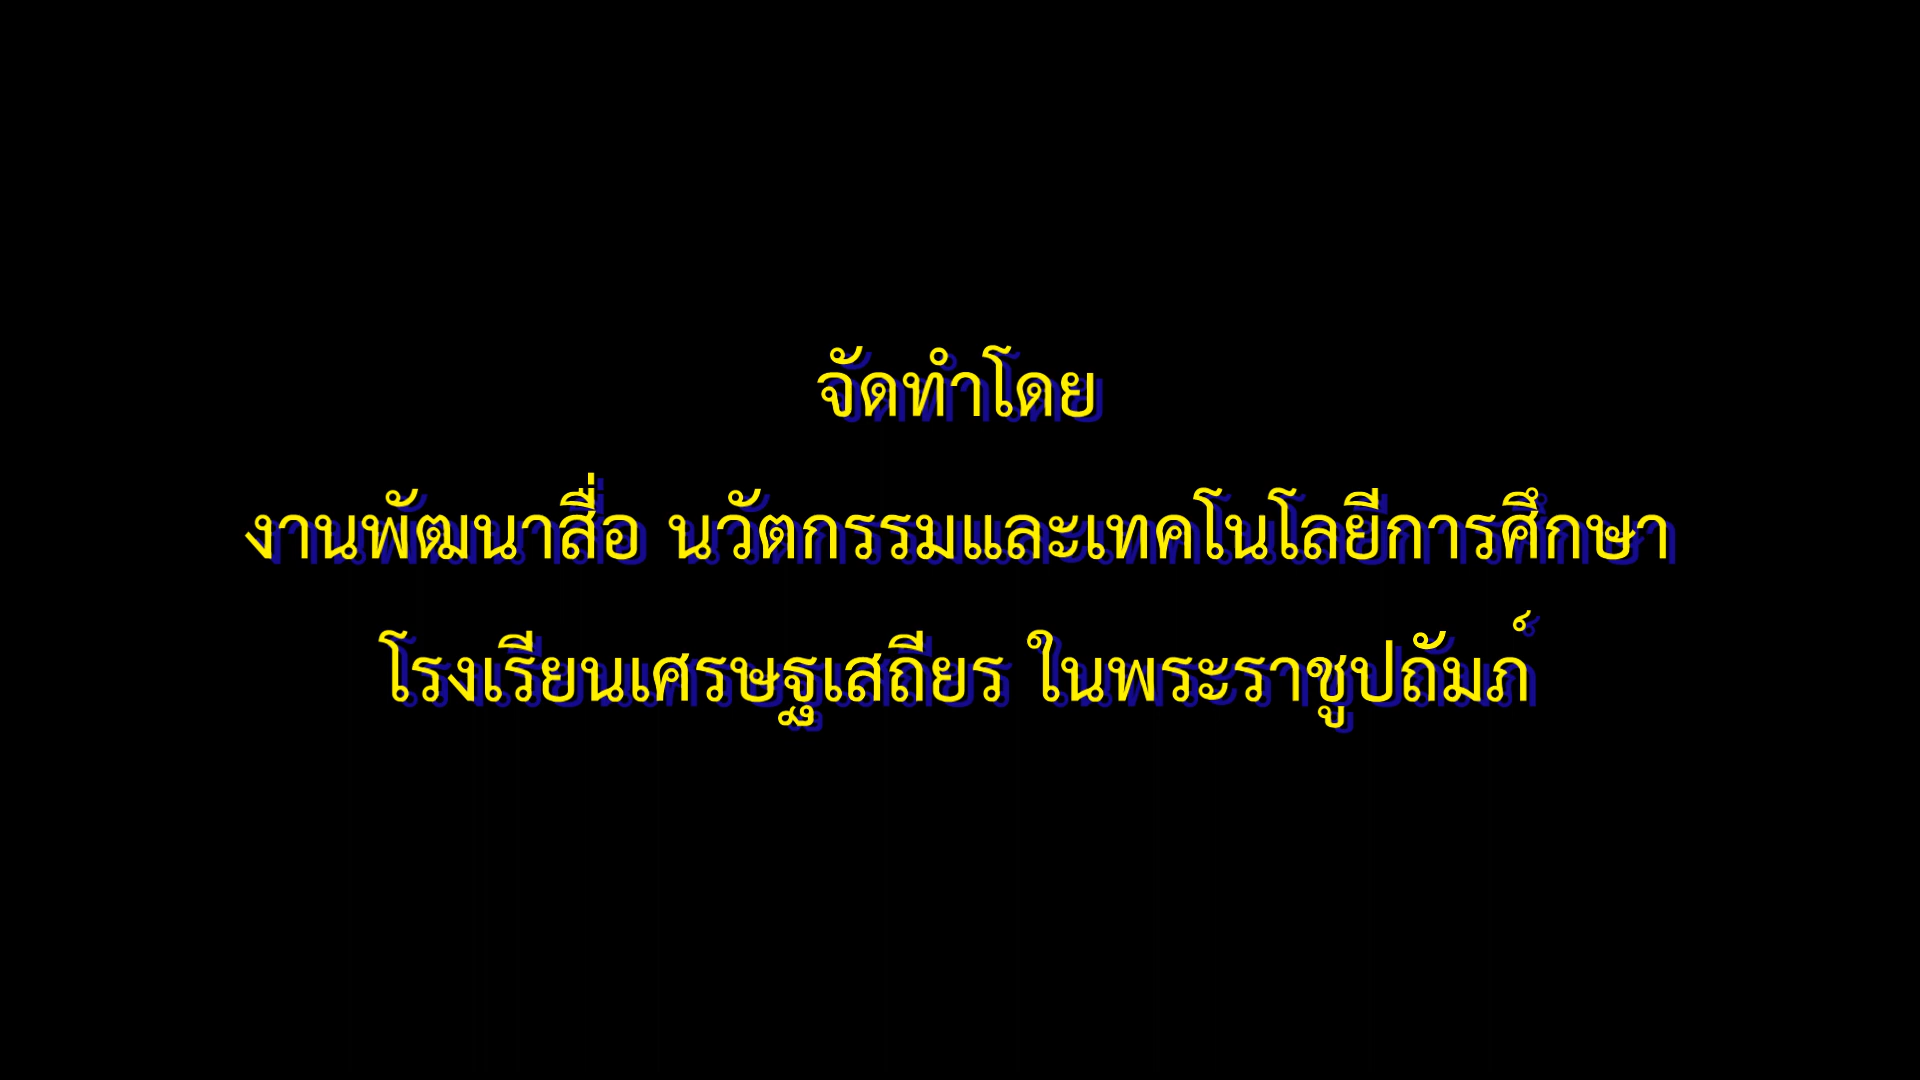 จัดทำโดย
งานพัฒนาสื่อ นวัตกรรมและเทคโนโลยีการศึกษา
โรงเรียนเศรษฐเสถียร ในพระราชูปถัมภ์